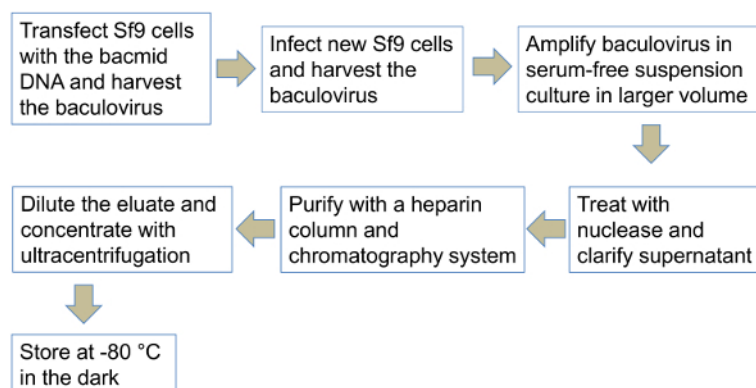 Transfect Sf9 cells
with the bacmid
DNA and harvest
the baculovirus
Infect new Sf9 cells
and harvest the
baculovirus
Amplify baculovirus in
serum-free suspension
culture in larger volume
Treat with
nuclease and
clarify supernatant
Purify with a heparin
column and
chromatography system
Dilute the eluate and
concentrate with
ultracentrifugation
Store at -80 °C
in the dark